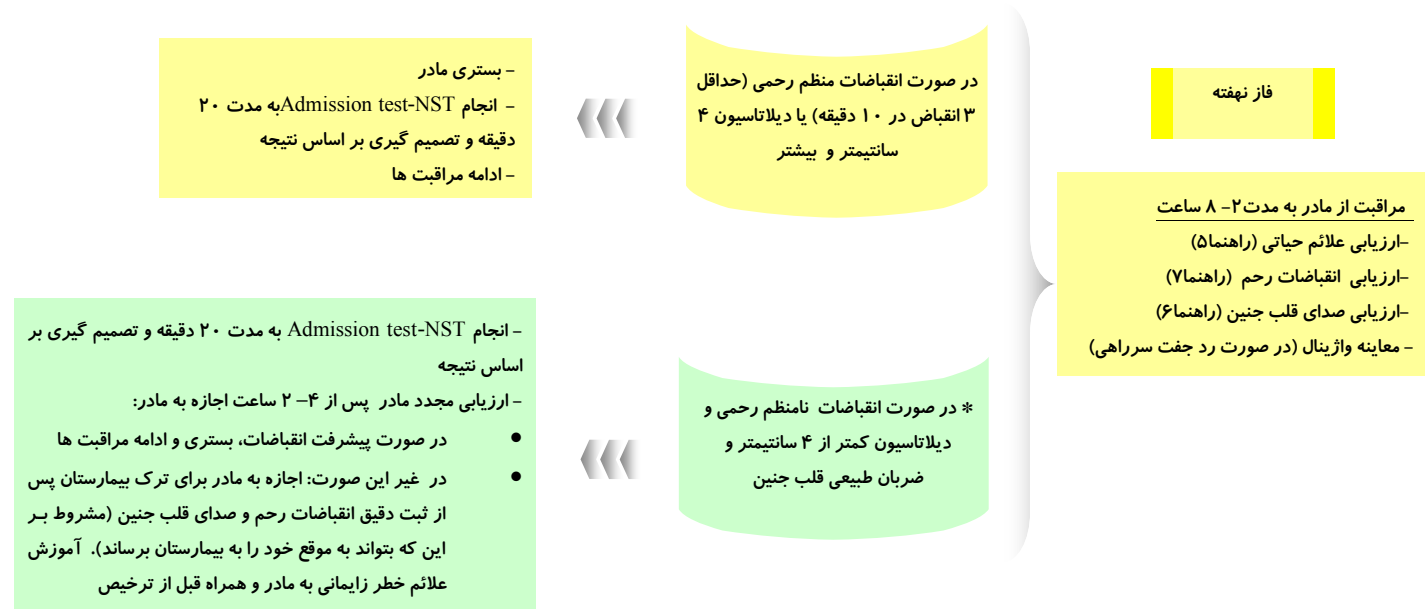 فاز نهفته
مراقبت از مادر به مدت۲- ۸ ساعت
-ارزیابی علائم حیاتی (راهنما۵)
-ارزیابی انقباضات رحم (راهنما۷)
-ارزیابی صدای قلب جنین (راهنما۶)
- معاینه واژینال (در صورت رد جفت سرراهی)
در صورت انقباضات منظم رحمی (حداقل
۳ انقباض در ۱۰ دقیقه) یا دیلاتاسیون ۴
سانتیمتر و بیشتر
- بستری مادر
- انجام Admission test-NSTبه مدت ۲۰
دقیقه و تصمیم گیری بر اساس نتیجه
- ادامه مراقبت ها
* در صورت انقباضات نامنظم رحمی و
دیلاتاسیون کمتر از ۴ سانتیمتر و
ضربان طبیعی قلب جنین
- انجام Admission test-NST به مدت ۲۰ دقیقه و تصمیم گیری بر
اساس نتیجه
- ارزیابی مجدد مادر پس از ۴- ۲ ساعت اجازه به مادر:
● در صورت پیشرفت انقباضات، بستری و ادامه مراقبت ها
● در غیر این صورت: اجازه به مادر برای ترک بیمارستان پس
از ثبت دقیق انقباضات رحم و صدای قلب جنین (مشروط بـر
این که بتواند به موقع خود را به بیمارستان برساند). آموزش
علائم خطر زایمانی به مادر و همراه قبل از ترخیص